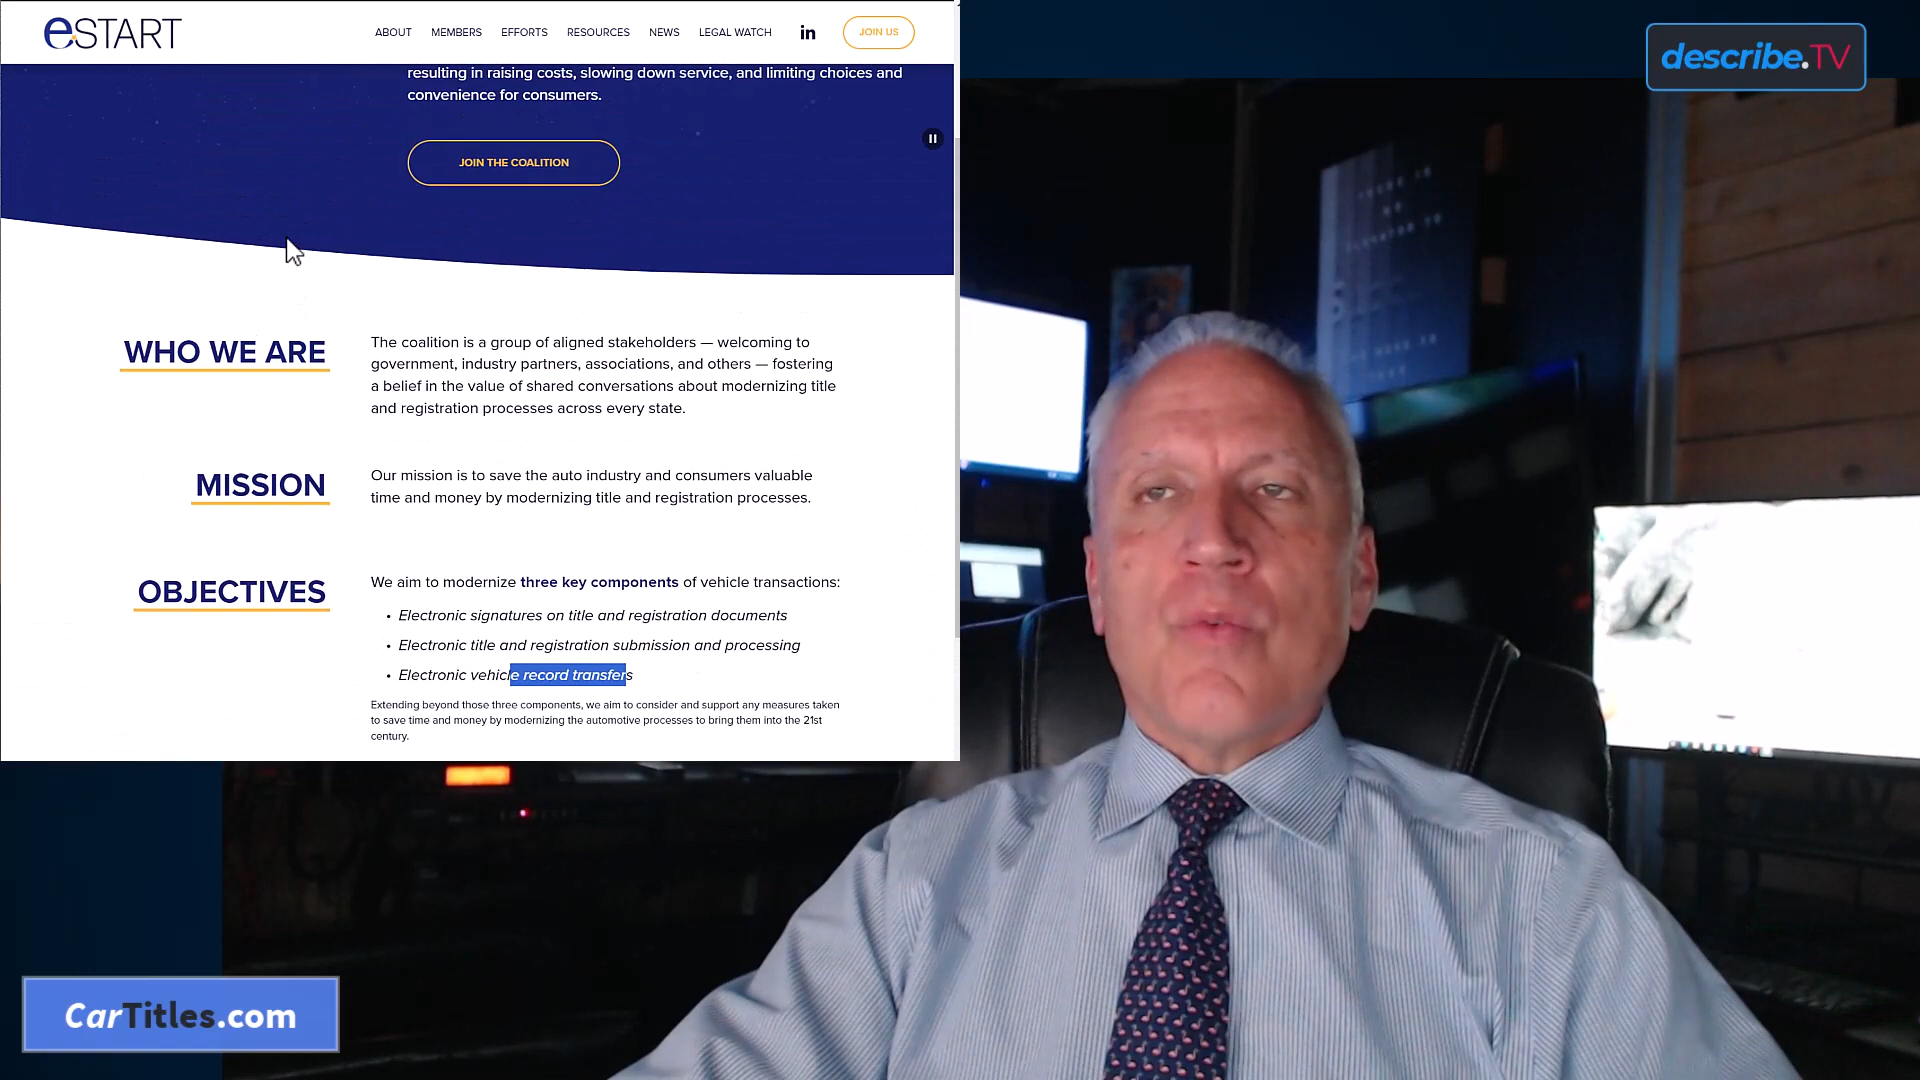 eSTART
ABOUT MEMBERS EFFORTS RESOURCES NEWS LEGAL WATCH in JOIN US
describe.TV
resulting in raising costs, slowing down service, and limiting choices and
convenience for consumers.
JOIN THE COALITION
WHO WE ARE
The coalition is a group of aligned stakeholders — welcoming to
government, industry partners, associations, and others — fostering
a belief in the value of shared conversations about modernizing title
and registration processes across every state.
MISSION
Our mission is to save the auto industry and consumers valuable
time and money by modernizing title and registration processes.
OBJECTIVES
We aim to modernize three key components of vehicle transactions:
• Electronic signatures on title and registration documents
• Electronic title and registration submission and processing
• Electronic vehicle record transfers
Extending beyond those three components, we aim to consider and support any measures taken
to save time and money by modernizing the automotive processes to bring them into the 21st
century.
CarTitles.com